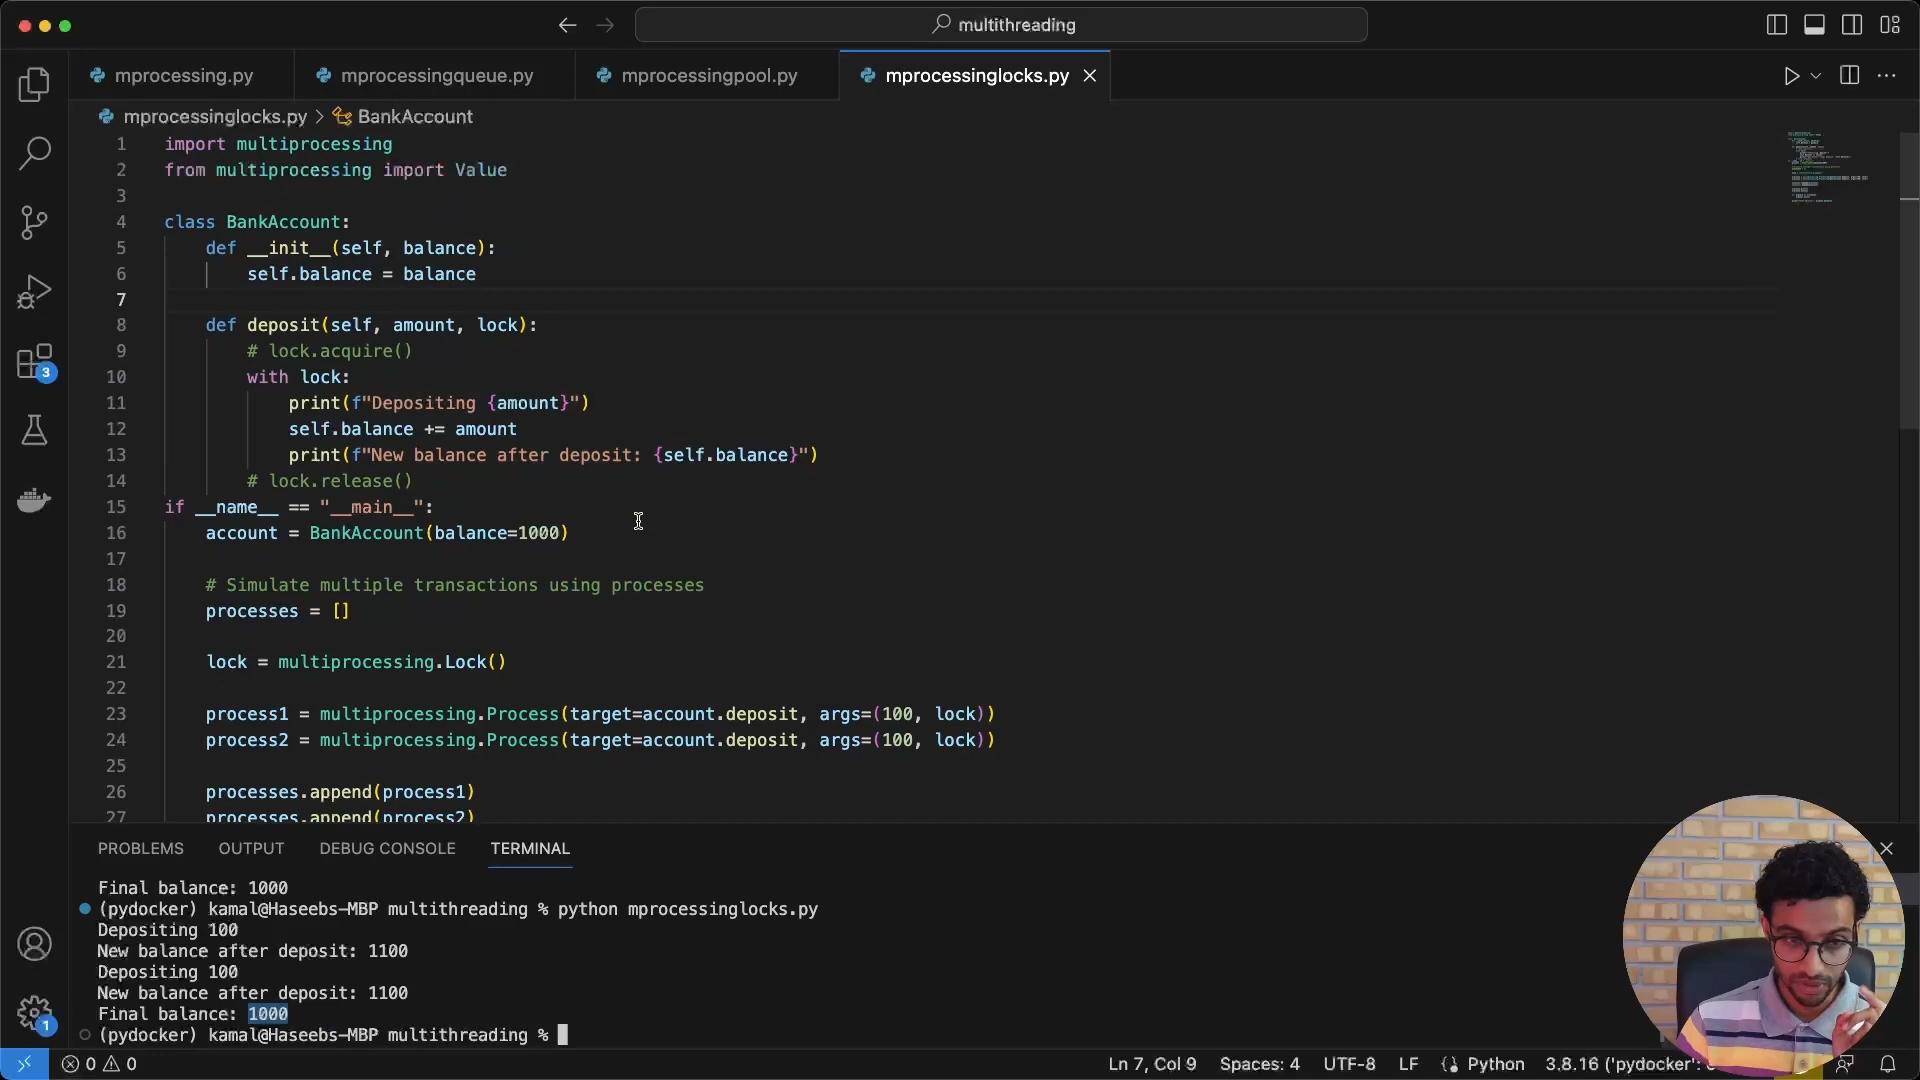 multithreading
mprocessing.py
mprocessingqueue.py
mprocessingpool.py
mprocessinglocks.py
mprocessinglocks.py > BankAccount
1 import multiprocessing
2 from multiprocessing import Value
3
4 class BankAccount:
5 def __init__(self, balance):
6 self.balance = balance
7
8 def deposit(self, amount, lock):
9 # lock.acquire()
10 with lock:
11 print(f"Depositing {amount}")
12 self.balance += amount
13 print(f"New balance after deposit: {self.balance}")
14 # lock.release()
15 if __name__ == "__main__":
16 account = BankAccount(balance=1000)
17
18 # Simulate multiple transactions using processes
19 processes = []
20
21 lock = multiprocessing.Lock()
22
23 process1 = multiprocessing.Process(target=account.deposit, args=(100, lock))
24 process2 = multiprocessing.Process(target=account.deposit, args=(100, lock))
25
26 processes.append(process1)
27 processes.append(process2)
3
1
PROBLEMS OUTPUT DEBUG CONSOLE TERMINAL
Final balance: 1000
(pydocker) kamal@Haseebs-MBP multithreading % python mprocessinglocks.py
Depositing 100
New balance after deposit: 1100
Depositing 100
New balance after deposit: 1100
Final balance: 1000
(pydocker) kamal@Haseebs-MBP multithreading %
0 0 Ln 7, Col 9 Spaces: 4 UTF-8 LF {} Python 3.8.16 ('pydocker':